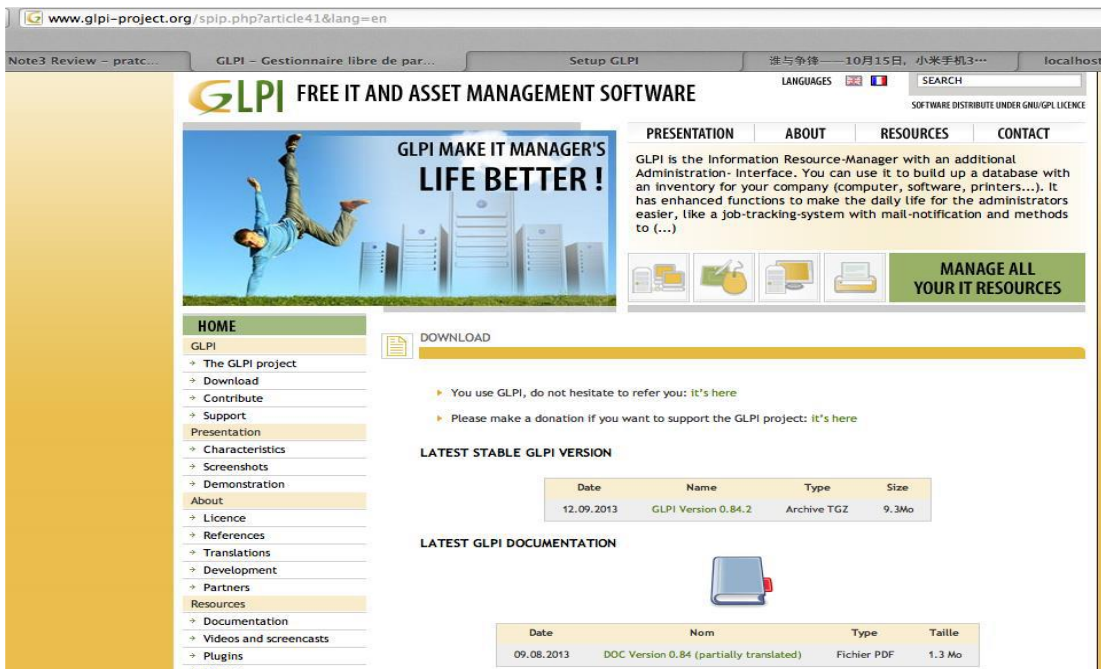 www.glpi-project.org/spip.php?article41&lang=en
Note3 Review – pratc...
GLPI – Gestionnaire libre de par...
Setup GLPI
谁与争锋——10月15日，小米手机3...
localhost
GLPI FREE IT AND ASSET MANAGEMENT SOFTWARE
LANGUAGES
SEARCH
SOFTWARE DISTRIBUTE UNDER GNU/GPL LICENCE
GLPI MAKE IT MANAGER'S
LIFE BETTER !
PRESENTATION ABOUT RESOURCES CONTACT
GLPI is the Information Resource-Manager with an additional
Administration- Interface. You can use it to build up a database with
an inventory for your company (computer, software, printers...). It
has enhanced functions to make the daily life for the administrators
easier, like a job-tracking-system with mail-notification and methods
to (...)
MANAGE ALL
YOUR IT RESOURCES
HOME
GLPI
The GLPI project
Download
Contribute
Support
Presentation
Characteristics
Screenshots
Demonstration
About
Licence
References
Translations
Development
Partners
Resources
Documentation
Videos and screencasts
Plugins
DOWNLOAD
You use GLPI, do not hesitate to refer you: it's here
Please make a donation if you want to support the GLPI project: it's here
LATEST STABLE GLPI VERSION
Date Name Type Size
12.09.2013 GLPI Version 0.84.2 Archive TGZ 9.3Mo
LATEST GLPI DOCUMENTATION
Date Nom Type Taille
09.08.2013 DOC Version 0.84 (partially translated) Fichier PDF 1.3 Mo